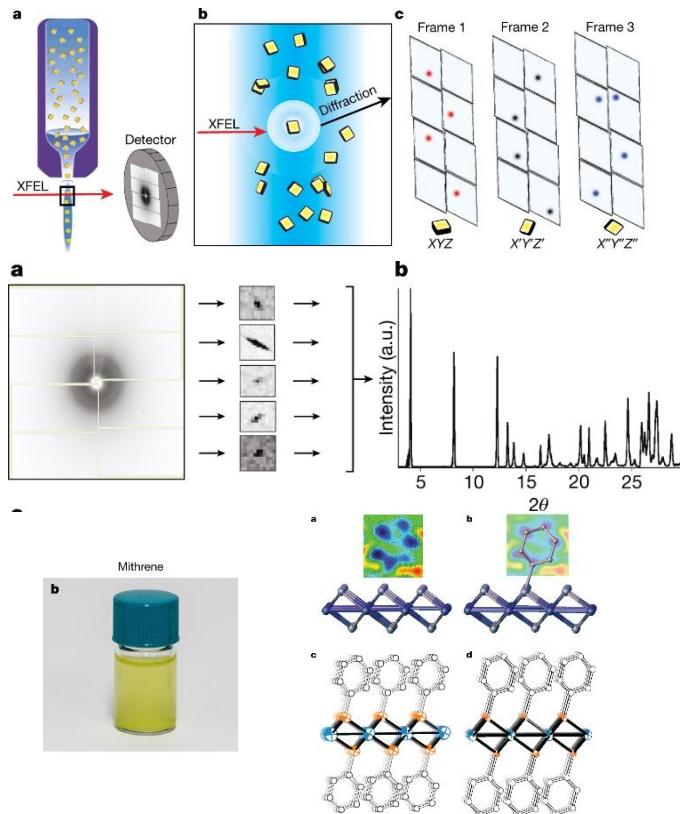 a
b
c
Frame 1
Frame 2
Frame 3
Detector
XFEL
XFEL
Diffraction
XYZ
X'Y'Z'
X"Y"Z"
a
b
Intensity (a.u.)
5
10
15
20
25
2θ
Mithrene
b
a
b
c
d